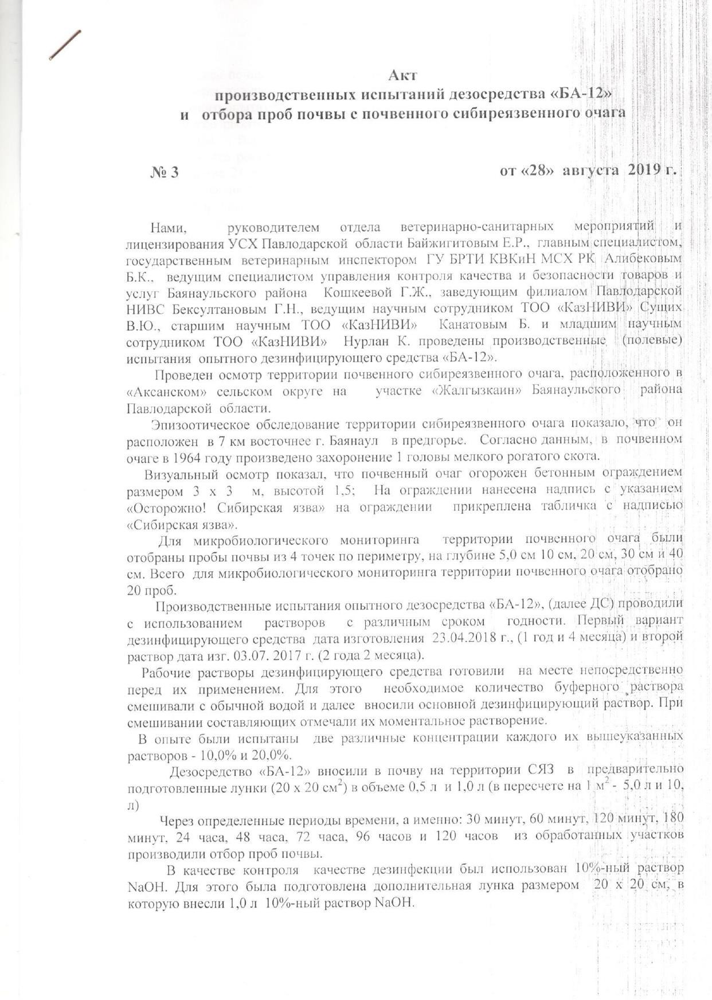 Акт
производственных испытаний дезосредства «БА-12»
и отбора проб почвы с почвенного сибиреязвенного очага
№ 3 от «28» августа 2019 г.
Нами, руководителем отдела ветеринарно-санитарных мероприятий и
лицензирования УСХ Павлодарской области Байжигитовым Е.Р., главным специалистом,
государственным ветеринарным инспектором ГУ БРТИ КВКиН МСХ РК Алибековым
Б.К., ведущим специалистом управления контроля качества и безопасности товаров и
услуг Баянаульского района Кошкеевой Г.Ж., заведующим филиалом Павлодарской
НИВС Бексултановым Г.Н., ведущим научным сотрудником ТОО «КазНИВИ» Сущих
В.Ю., старшим научным ТОО «КазНИВИ» Канатовым Б. и младшим научным
сотрудником ТОО «КазНИВИ» Нурлан К. проведены производственные (полевые)
испытания опытного дезинфицирующего средства «БА-12».
Проведен осмотр территории почвенного сибиреязвенного очага, расположенного в
«Аксанском» сельском округе на участке «Жалгызкаин» Баянаульского района
Павлодарской области.
Эпизоотическое обследование территории сибиреязвенного очага показало, что он
расположен в 7 км восточнее г. Баянаул в предгорье. Согласно данным, в почвенном
очаге в 1964 году произведено захоронение 1 головы мелкого рогатого скота.
Визуальный осмотр показал, что почвенный очаг огорожен бетонным ограждением
размером 3 х 3 м, высотой 1,5; На ограждении нанесена надпись с указанием
«Осторожно! Сибирская язва» на ограждении прикреплена табличка с надписью
«Сибирская язва».
Для микробиологического мониторинга территории почвенного очага были
отобраны пробы почвы из 4 точек по периметру, на глубине 5,0 см 10 см, 20 см, 30 см и 40
см. Всего для микробиологического мониторинга территории почвенного очага отобрано
20 проб.
Производственные испытания опытного дезосредства «БА-12», (далее ДС) проводили
с использованием растворов с различным сроком годности. Первый вариант
дезинфицирующего средства дата изготовления 23.04.2018 г., (1 год и 4 месяца) и второй
раствор дата изг. 03.07. 2017 г. (2 года 2 месяца).
Рабочие растворы дезинфицирующего средства готовили на месте непосредственно
перед их применением. Для этого необходимое количество буферного раствора
смешивали с обычной водой и далее вносили основной дезинфицирующий раствор. При
смешивании составляющих отмечали их моментальное растворение.
В опыте были испытаны две различные концентрации каждого их вышеуказанных
растворов - 10,0% и 20,0%.
Дезосредство «БА-12» вносили в почву на территории СЯЗ в предварительно
подготовленные лунки (20 х 20 см²) в объеме 0,5 л и 1,0 л (в пересчете на 1 м² - 5,0 л и 10,
л)
Через определенные периоды времени, а именно: 30 минут, 60 минут, 120 минут, 180
минут, 24 часа, 48 часа, 72 часа, 96 часов и 120 часов из обработанных участков
производили отбор проб почвы.
В качестве контроля качестве дезинфекции был использован 10%-ный раствор
NaOH. Для этого была подготовлена дополнительная лунка размером 20 х 20 см, в
которую внесли 1,0 л 10%-ный раствор NaOH.